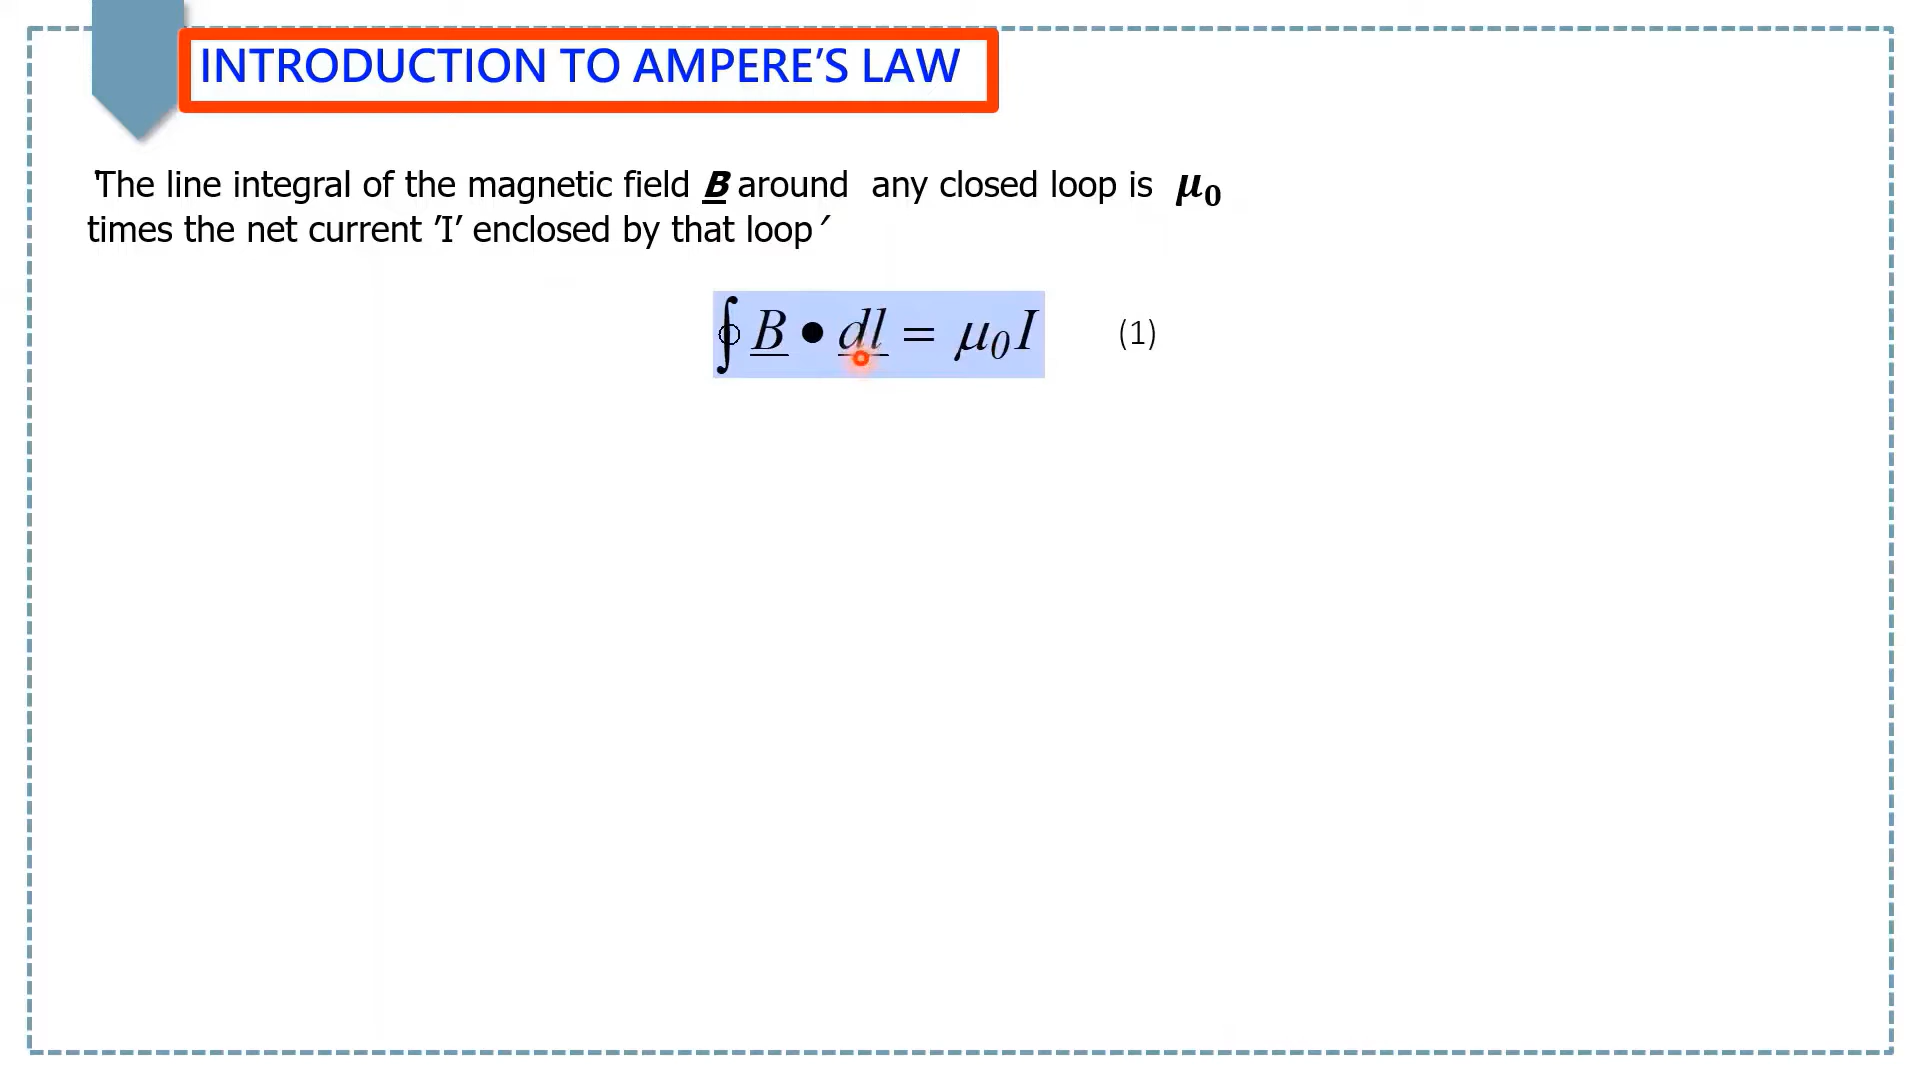 INTRODUCTION TO AMPERE’S LAW
'The line integral of the magnetic field B around any closed loop is μ₀
times the net current ’I’ enclosed by that loop ′
∮ B • dl = μ₀I (1)